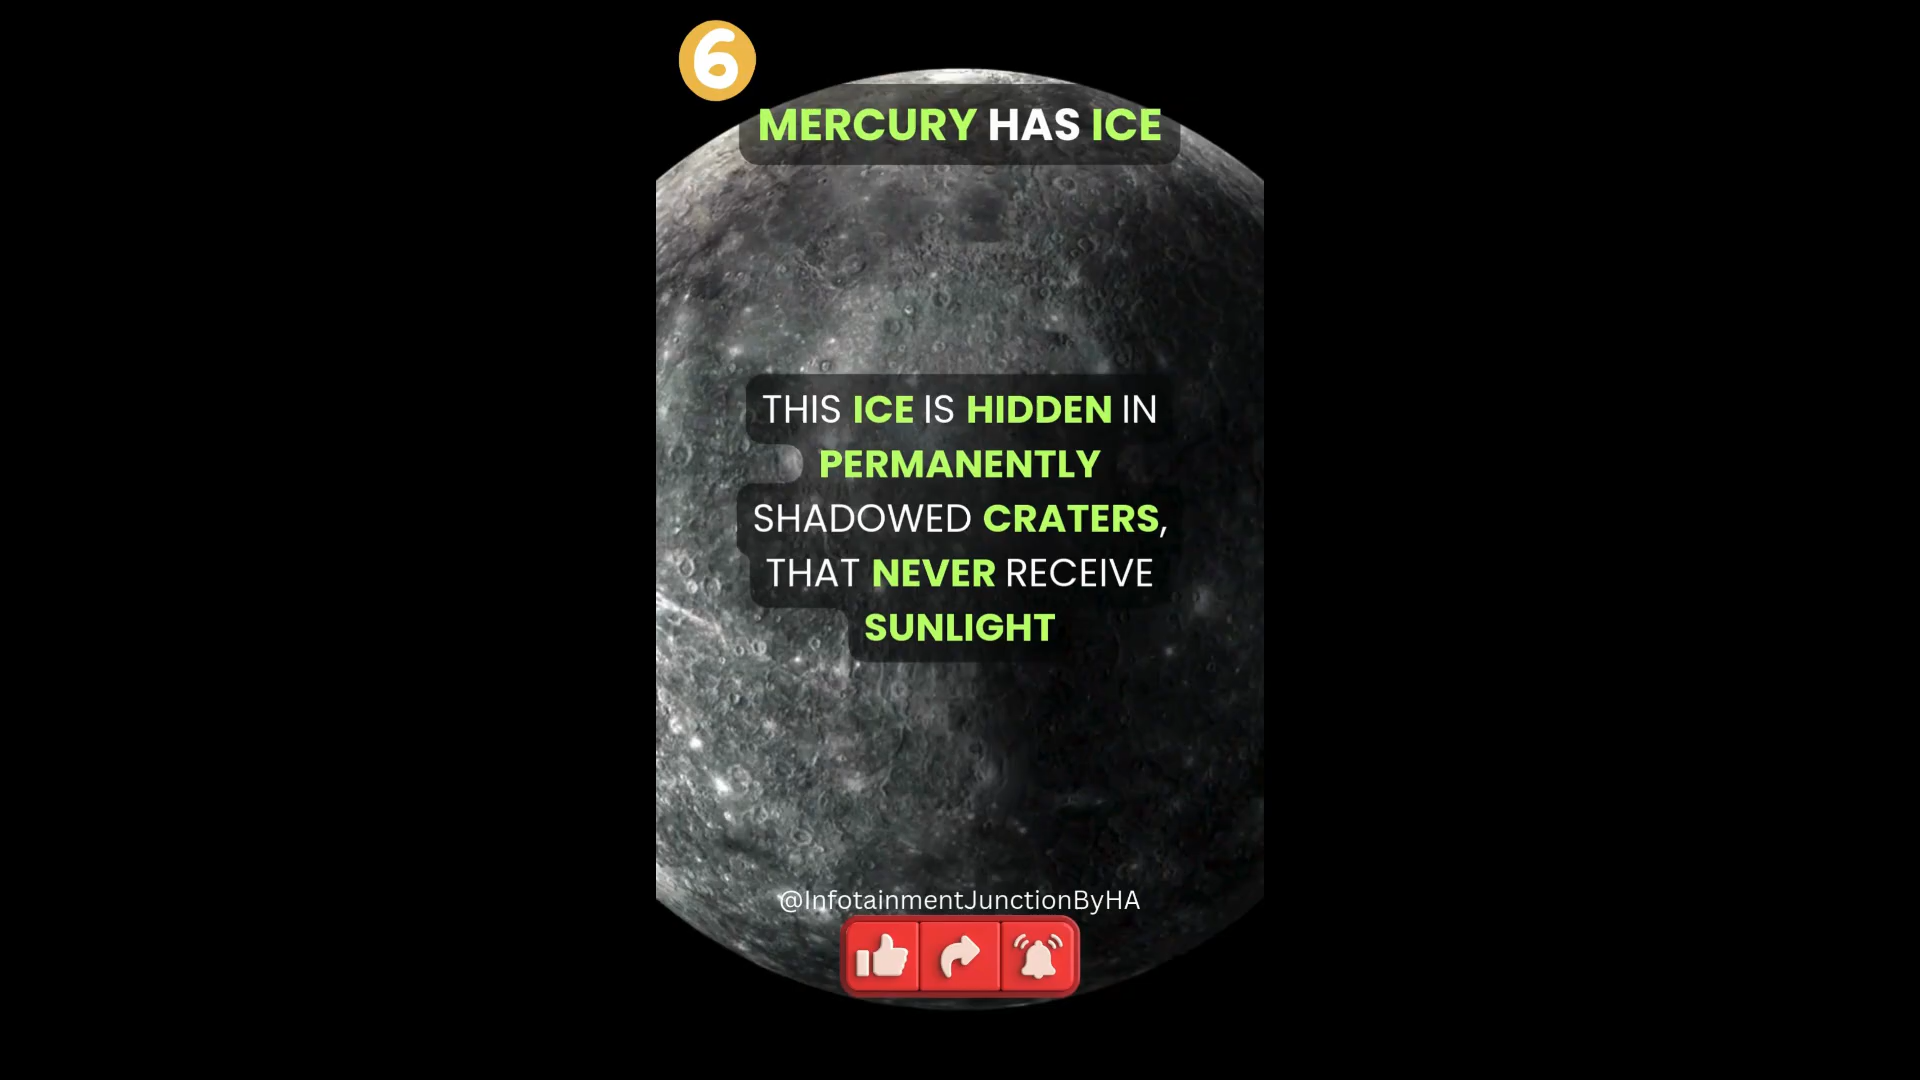 6
MERCURY HAS ICE
THIS ICE IS HIDDEN IN
PERMANENTLY
SHADOWED CRATERS,
THAT NEVER RECEIVE
SUNLIGHT
@InfotainmentJunctionByHA